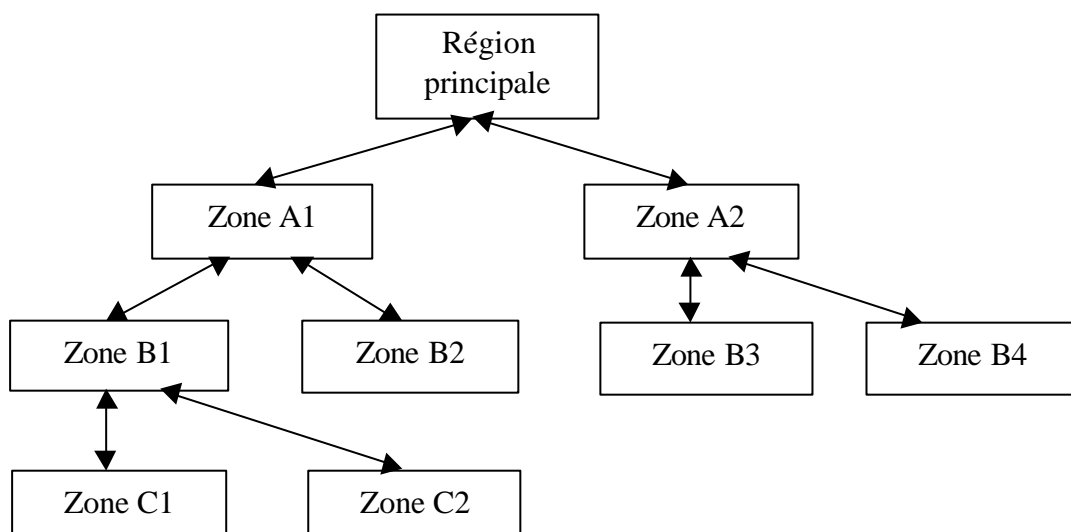 Région
principale
Zone A1
Zone A2
Zone B1
Zone B2
Zone B3
Zone B4
Zone C1
Zone C2